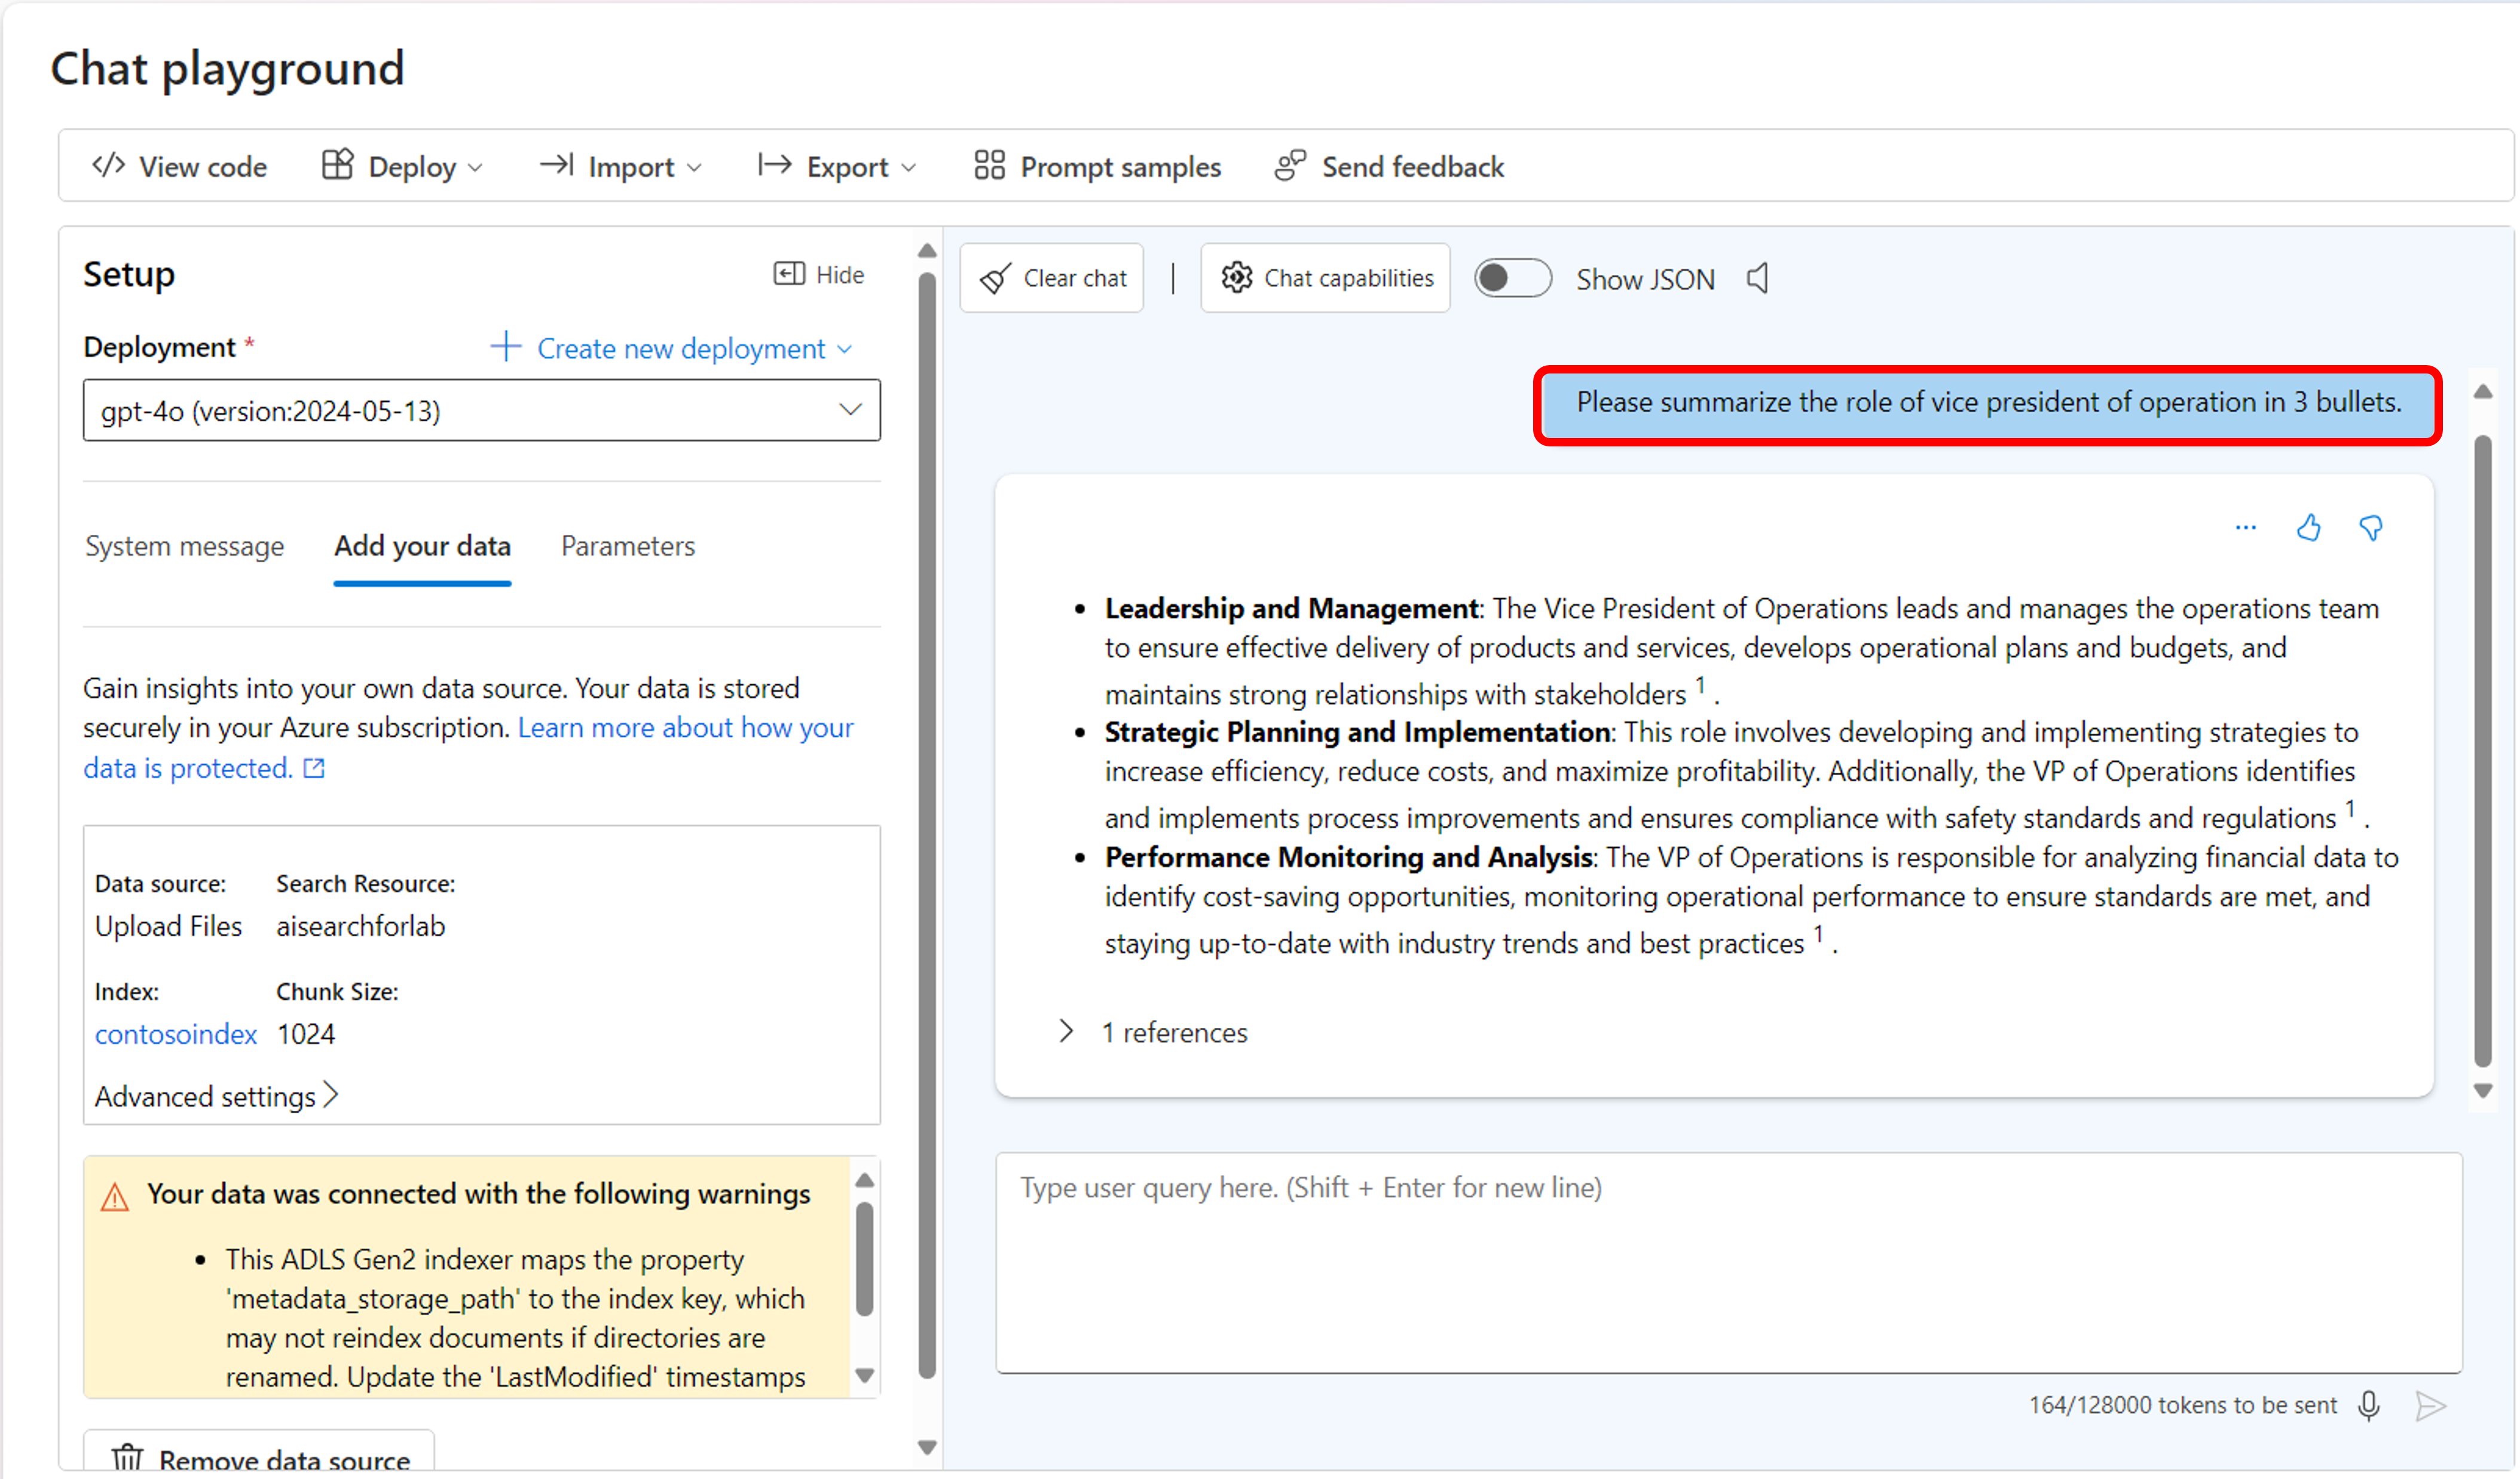 Chat playground
View code
Deploy
Import
Export
Prompt samples
Send feedback
Setup
Hide
Deployment *
Create new deployment
gpt-4o (version:2024-05-13)
System message
Add your data
Parameters
Gain insights into your own data source. Your data is stored
securely in your Azure subscription. Learn more about how your
data is protected.
Data source:
Search Resource:
Upload Files
aisearchforlab
Index:
Chunk Size:
contosoindex
1024
Advanced settings
Your data was connected with the following warnings
• This ADLS Gen2 indexer maps the property
'metadata_storage_path' to the index key, which
may not reindex documents if directories are
renamed. Update the 'LastModified' timestamps
Remove data source
Clear chat
|
Chat capabilities
Show JSON
Please summarize the role of vice president of operation in 3 bullets.
• Leadership and Management: The Vice President of Operations leads and manages the operations team
to ensure effective delivery of products and services, develops operational plans and budgets, and
maintains strong relationships with stakeholders 1 .
• Strategic Planning and Implementation: This role involves developing and implementing strategies to
increase efficiency, reduce costs, and maximize profitability. Additionally, the VP of Operations identifies
and implements process improvements and ensures compliance with safety standards and regulations 1 .
• Performance Monitoring and Analysis: The VP of Operations is responsible for analyzing financial data to
identify cost-saving opportunities, monitoring operational performance to ensure standards are met, and
staying up-to-date with industry trends and best practices 1 .
1 references
Type user query here. (Shift + Enter for new line)
164/128000 tokens to be sent